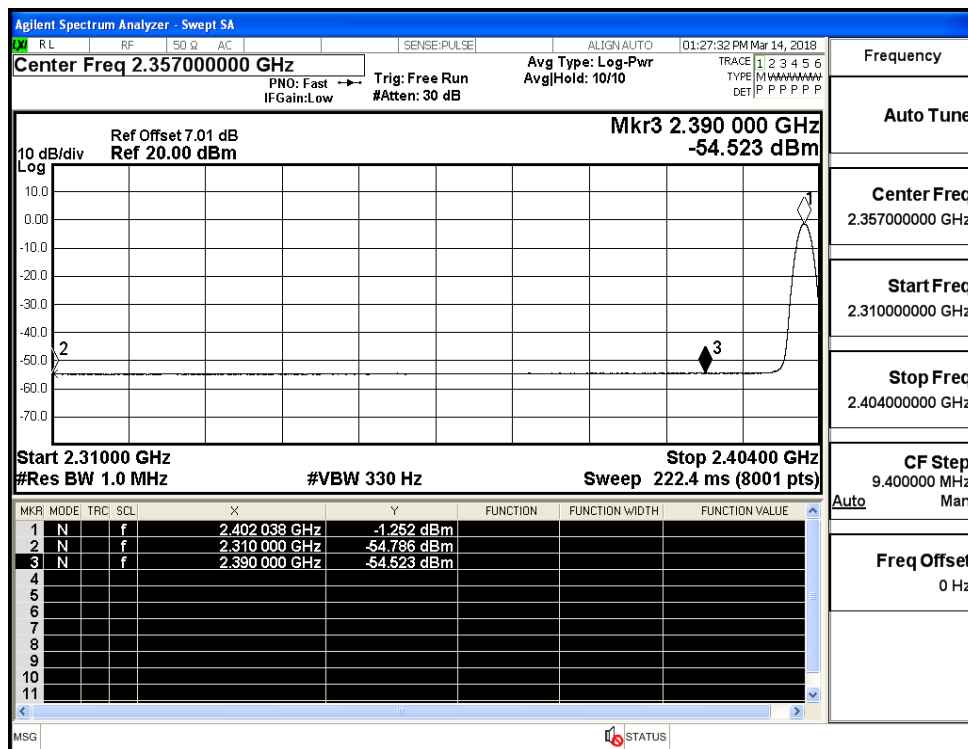 Agilent Spectrum Analyzer - Swept SA
LXI RL RF 50 Ω AC SENSE:PULSE ALIGN AUTO 01:27:32 PM Mar 14, 2018
Center Freq 2.357000000 GHz
PNO: Fast
IFGain:Low
Trig: Free Run
#Atten: 30 dB
Avg Type: Log-Pwr
Avg|Hold: 10/10
TRACE 1 2 3 4 5 6
TYPE M
DET P P P P P P
Ref Offset 7.01 dB
10 dB/div Ref 20.00 dBm
Log
Mkr3 2.390 000 GHz
-54.523 dBm
10.0
0.00
-10.0
-20.0
-30.0
-40.0
-50.0
-60.0
-70.0
1
2
3
Start 2.31000 GHz Stop 2.40400 GHz
#Res BW 1.0 MHz #VBW 330 Hz Sweep 222.4 ms (8001 pts)
MKR MODE TRC SCL X Y FUNCTION FUNCTION WIDTH FUNCTION VALUE
1 N f 2.402 038 GHz -1.252 dBm
2 N f 2.310 000 GHz -54.786 dBm
3 N f 2.390 000 GHz -54.523 dBm
4
5
6
7
8
9
10
11
MSG STATUS
Frequency
Auto Tune
Center Freq
2.357000000 GHz
Start Freq
2.310000000 GHz
Stop Freq
2.404000000 GHz
CF Step
9.400000 MHz
Auto Man
Freq Offset
0 Hz